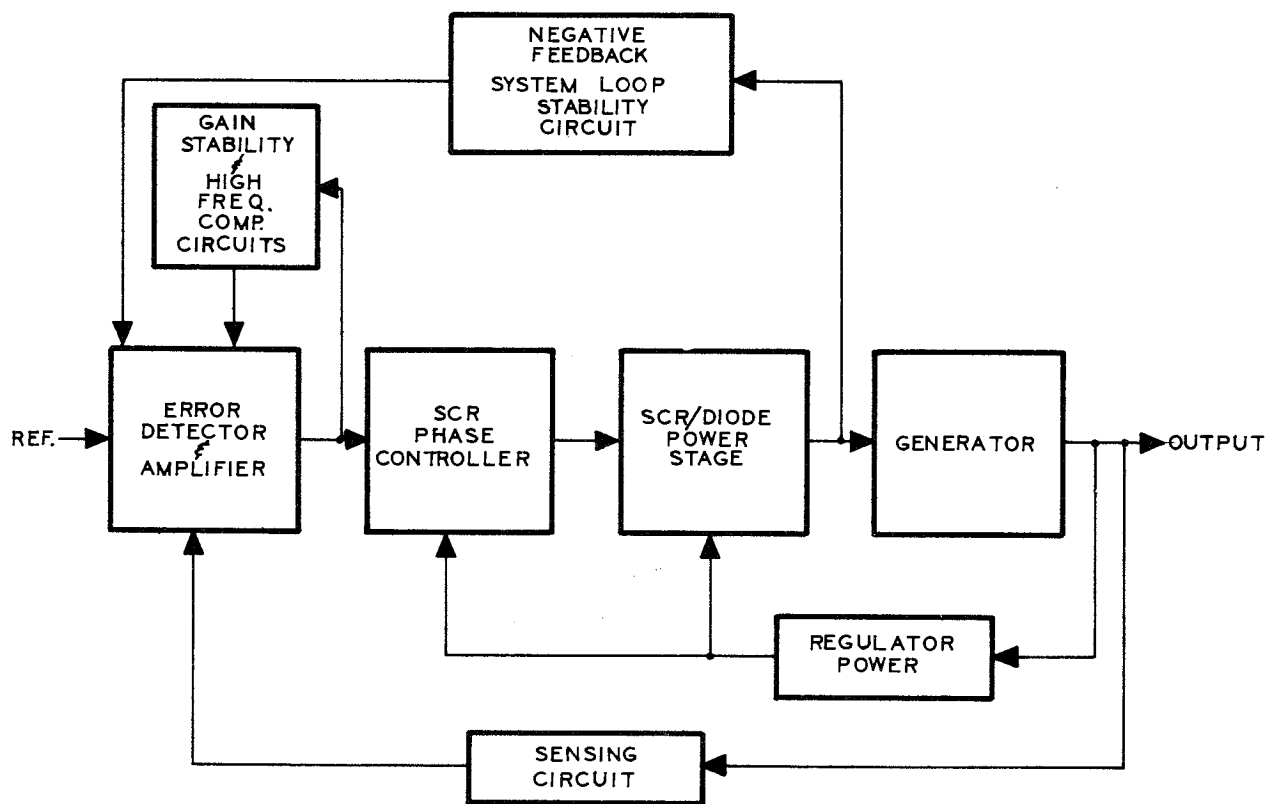 NEGATIVE
FEEDBACK
SYSTEM LOOP
STABILITY
CIRCUIT
GAIN
STABILITY
&
HIGH
FREQ.
COMP.
CIRCUITS
REF.
ERROR
DETECTOR
&
AMPLIFIER
SCR
PHASE
CONTROLLER
SCR/DIODE
POWER
STAGE
GENERATOR
OUTPUT
REGULATOR
POWER
SENSING
CIRCUIT